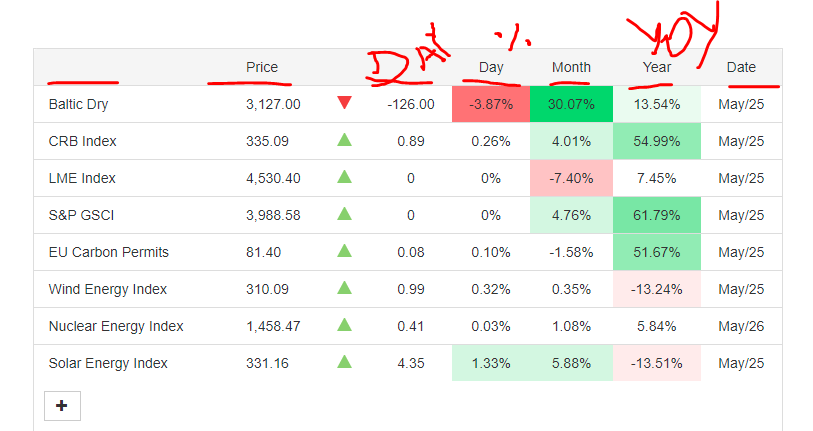 DAY % YOY
Price Day Month Year Date
Baltic Dry 3,127.00 -126.00 -3.87% 30.07% 13.54% May/25
CRB Index 335.09 0.89 0.26% 4.01% 54.99% May/25
LME Index 4,530.40 0 0% -7.40% 7.45% May/25
S&P GSCI 3,988.58 0 0% 4.76% 61.79% May/25
EU Carbon Permits 81.40 0.08 0.10% -1.58% 51.67% May/25
Wind Energy Index 310.09 0.99 0.32% 0.35% -13.24% May/25
Nuclear Energy Index 1,458.47 0.41 0.03% 1.08% 5.84% May/26
Solar Energy Index 331.16 4.35 1.33% 5.88% -13.51% May/25